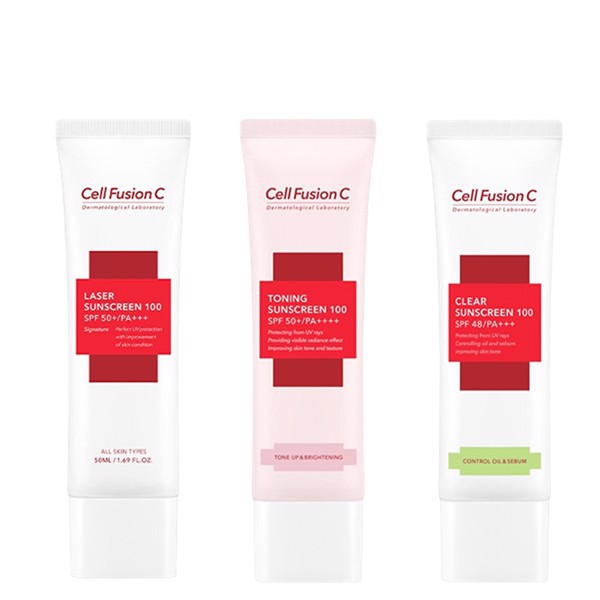 Cell Fusion C
Dermatological Laboratory
LASER
SUNSCREEN 100
SPF 50+/PA+++
Signature
Perfect UV protection
with improvement
of skin condition
ALL SKIN TYPES
50ML / 1.69 FL.OZ.
Cell Fusion C
Dermatological Laboratory
TONING
SUNSCREEN 100
SPF 50+/PA++++
Protecting from UV rays
Providing visible radiance effect
Improving skin tone and texture
TONE UP & BRIGHTENING
Cell Fusion C
Dermatological Laboratory
CLEAR
SUNSCREEN 100
SPF 48/PA+++
Protecting from UV rays
Controlling oil and sebum
Improving skin tone
CONTROL OIL & SEBUM